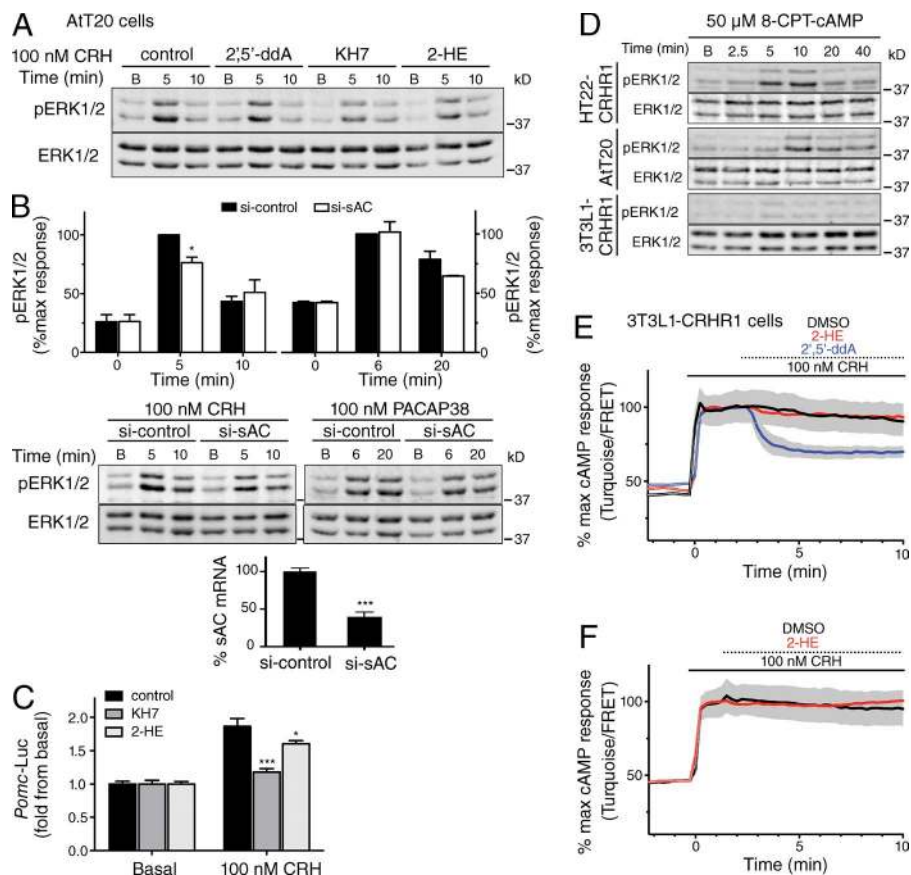 A AtT20 cells
100 nM CRH control 2',5'-ddA KH7 2-HE
Time (min) B 5 10 B 5 10 B 5 10 B 5 10 kD
pERK1/2
-37
ERK1/2
-37
B
si-control si-sAC
pERK1/2
(%max response)
100
50
0
0 5 10
Time (min)
*
pERK1/2
(%max response)
100
50
0
0 6 20
Time (min)
100 nM CRH 100 nM PACAP38
si-control si-sAC si-control si-sAC
Time (min) B 5 10 B 5 10 B 6 20 B 6 20 kD
pERK1/2
ERK1/2
-37
% sAC mRNA
100
50
0
***
si-control si-sAC
C
control
KH7
2-HE
Pomc-Luc
(fold from basal)
2.0
1.5
1.0
0.0
*** *
Basal 100 nM CRH
D
50 µM 8-CPT-cAMP
Time (min) B 2.5 5 10 20 40 kD
HT22-
CRHR1
pERK1/2
ERK1/2
-37
AtT20
pERK1/2
ERK1/2
-37
3T3L1-
CRHR1
pERK1/2
ERK1/2
-37
E 3T3L1-CRHR1 cells
DMSO
2-HE
2',5'-ddA
100 nM CRH
% max cAMP response
(Turquoise/FRET)
100
50
0 5 10
Time (min)
F
DMSO
2-HE
100 nM CRH
% max cAMP response
(Turquoise/FRET)
100
50
0
0 5 10
Time (min)